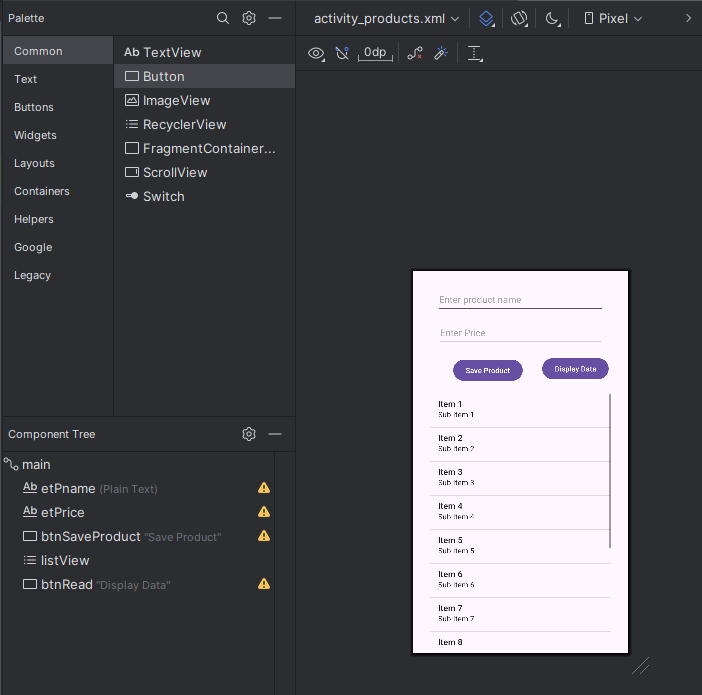 Palette
activity_products.xml
Pixel
Common
Text
Buttons
Widgets
Layouts
Containers
Helpers
Google
Legacy
Ab TextView
Button
ImageView
RecyclerView
FragmentContainer...
ScrollView
Switch
0dp
Enter product name
Enter Price
Save Product
Display Data
Item 1
Sub Item 1
Item 2
Sub Item 2
Item 3
Sub Item 3
Item 4
Sub Item 4
Item 5
Sub Item 5
Item 6
Sub Item 6
Item 7
Sub Item 7
Item 8
Component Tree
main
Ab etPname (Plain Text)
Ab etPrice
btnSaveProduct "Save Product"
listView
btnRead "Display Data"